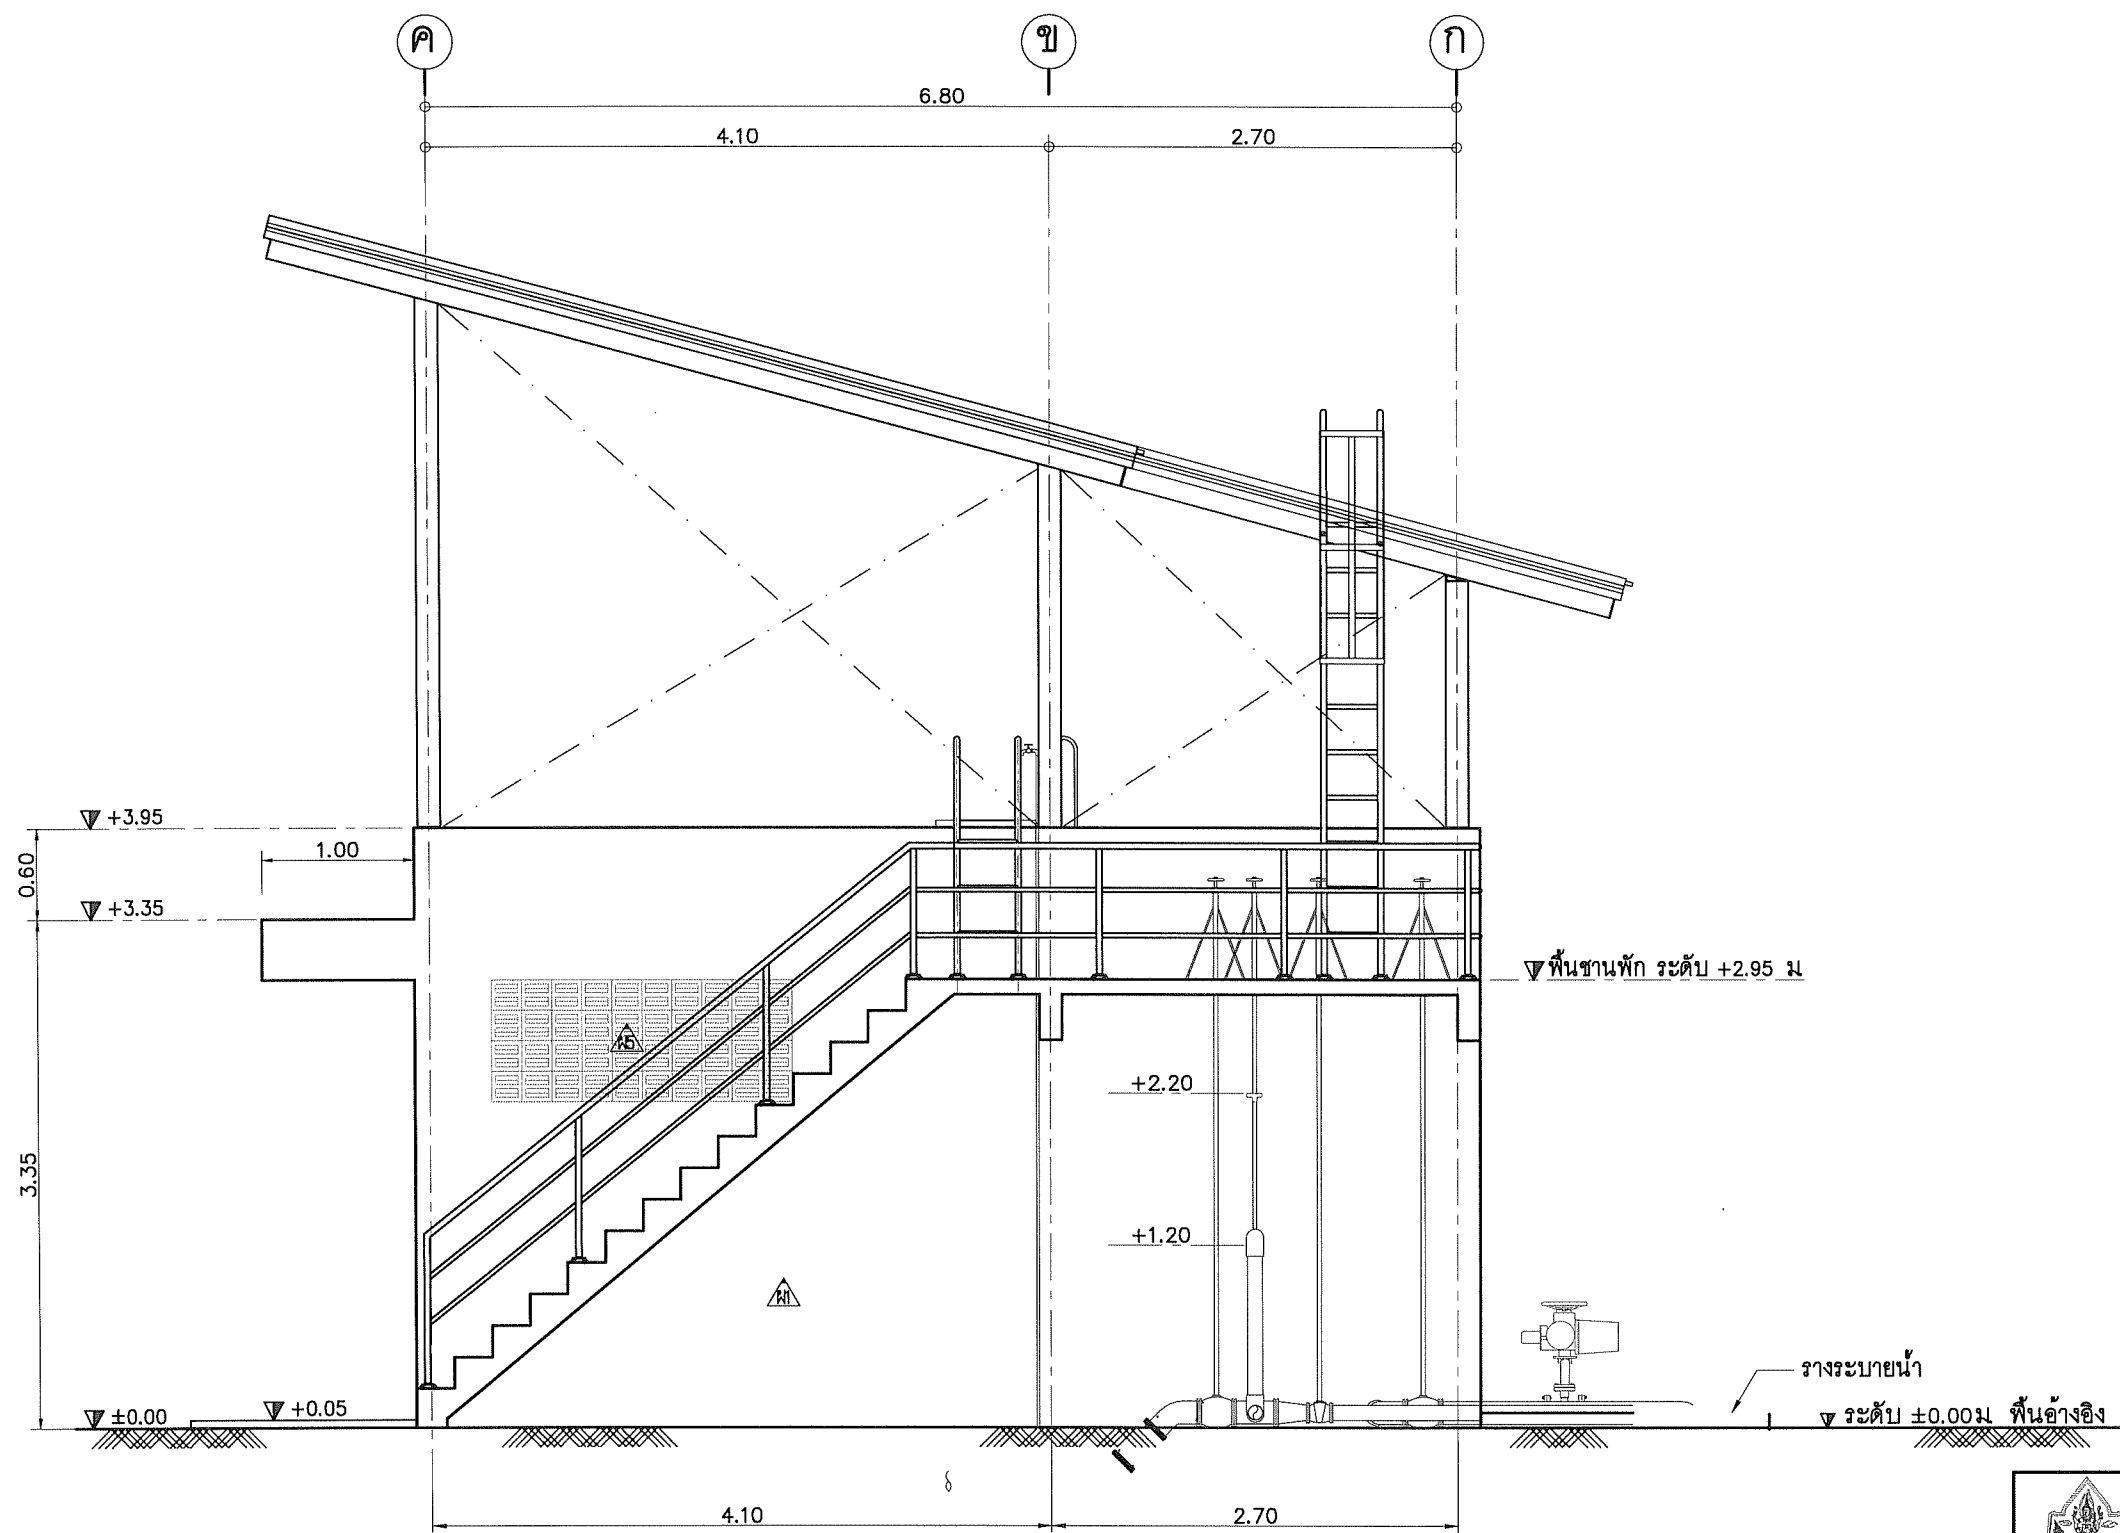 ค ข ก
6.80
4.10 2.70
+3.95
1.00
0.60
+3.35
พื้นชานพัก ระดับ +2.95 ม
ผ5
+2.20
3.35
+1.20
ผ1
รางระบายน้ำ
±0.00 +0.05
ระดับ ±0.00ม พื้นอ้างอิง
4.10 2.70